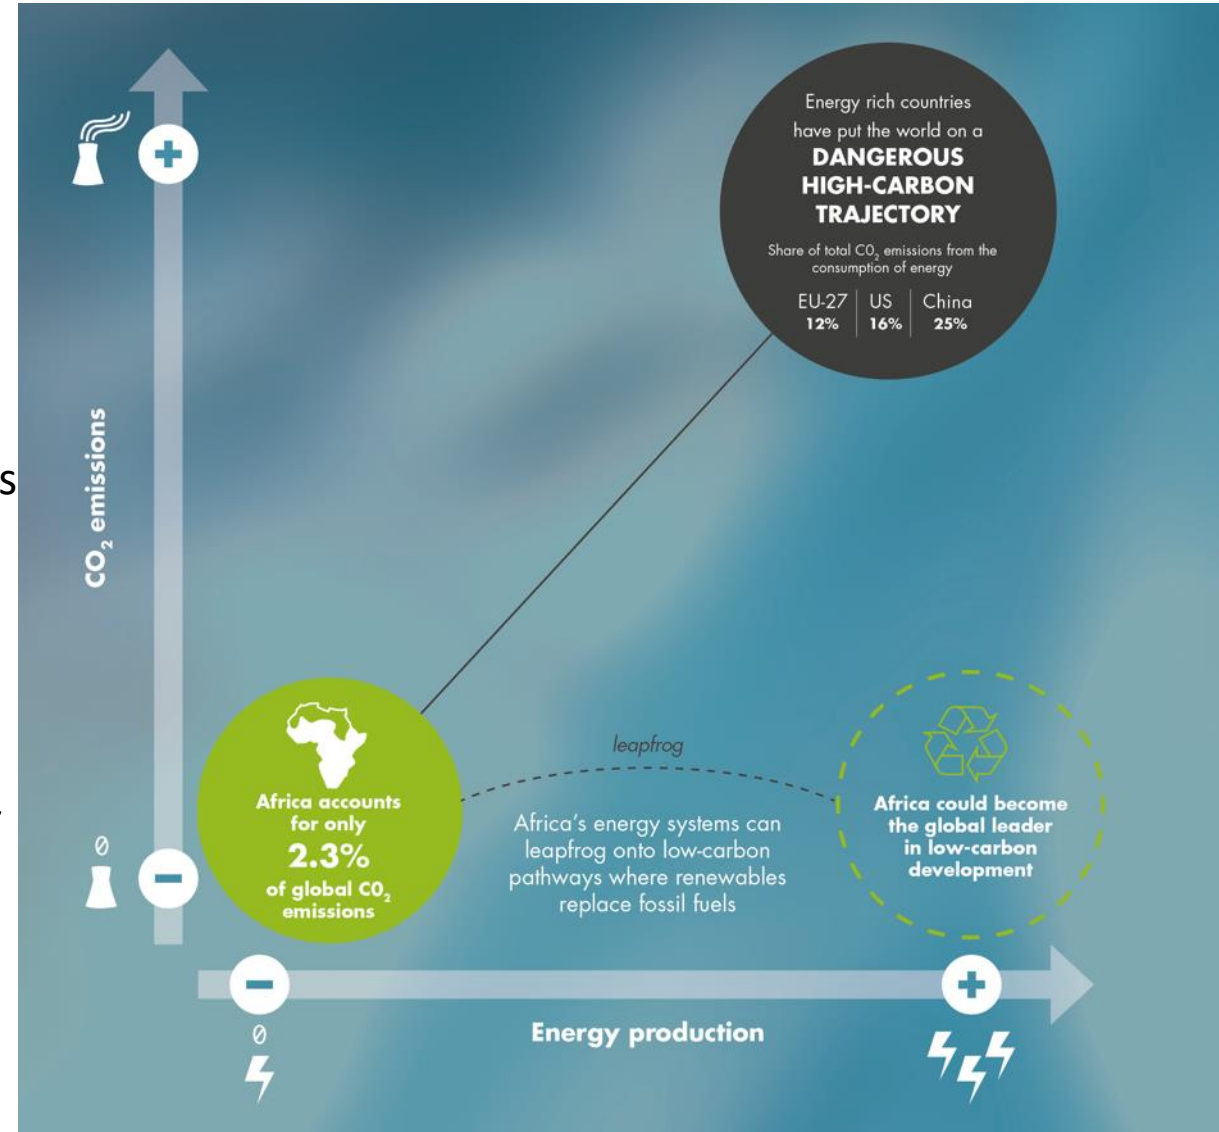 Energy rich countries
have put the world on a
DANGEROUS
HIGH-CARBON
TRAJECTORY
Share of total C0₂ emissions from the
consumption of energy
EU-27 US China
12% 16% 25%
CO₂ emissions
s
leapfrog
Africa accounts
for only
2.3%
of global C0₂
emissions
Africa's energy systems can
leapfrog onto low-carbon
pathways where renewables
replace fossil fuels
Africa could become
the global leader
in low-carbon
development
0
Energy production
0